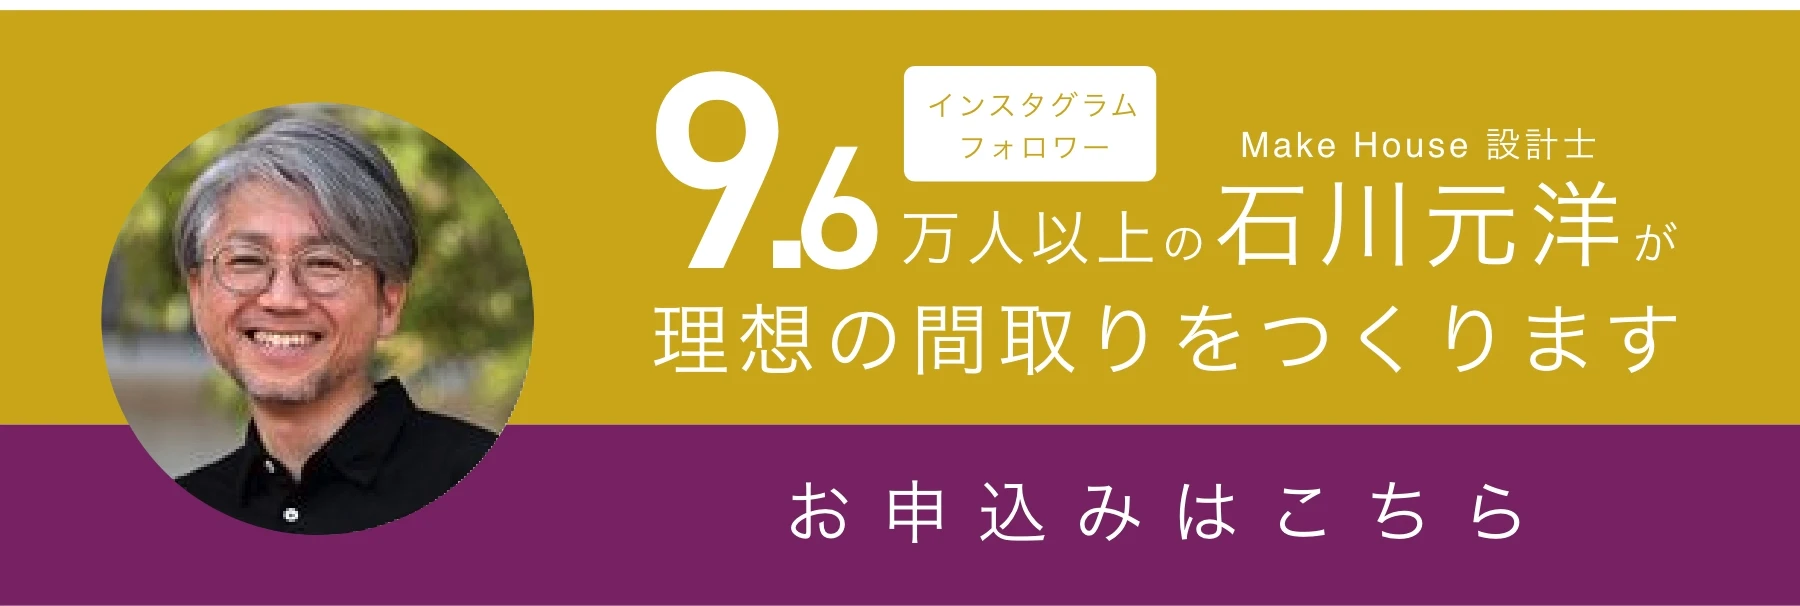 インスタグラム
フォロワー
Make House 設計士
9.6万人以上の石川元洋が
理想の間取りをつくります
お申込みはこちら